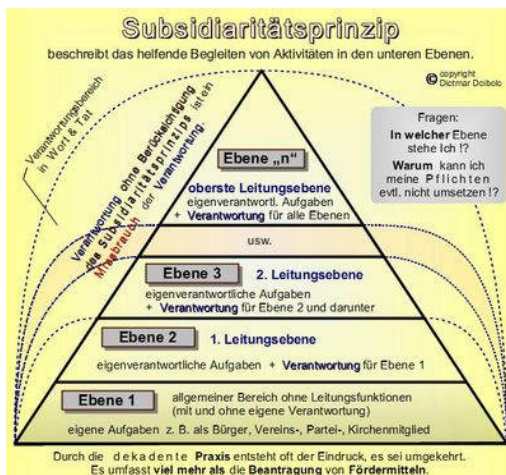 Subsidiaritätsprinzip
beschreibt das helfende Begleiten von Aktivitäten in den unteren Ebenen.
© copyright
Dietmar Doibolo
Verantwortungsbereich
in Wort & Tat
Verantwortung ohne Berücksichtigung
des Subsidiaritätsprinzips ist ein
Missbrauch der Verantwortung.
Fragen:
In welcher Ebene
stehe Ich !?
Warum kann ich
meine Pflichten
evtl. nicht umsetzen !?
Ebene „n"
oberste Leitungsebene
eigenverantwortl. Aufgaben
+ Verantwortung für alle Ebenen
usw.
Ebene 3 2. Leitungsebene
eigenverantwortliche Aufgaben
+ Verantwortung für Ebene 2 und darunter
Ebene 2 1. Leitungsebene
eigenverantwortliche Aufgaben + Verantwortung für Ebene 1
Ebene 1 allgemeiner Bereich ohne Leitungsfunktionen
(mit und ohne eigene Verantwortung)
eigene Aufgaben z. B. als Bürger, Vereins-, Partei-, Kirchenmitglied
Durch die dekadente Praxis entsteht oft der Eindruck, es sei umgekehrt.
Es umfasst viel mehr als die Beantragung von Fördermitteln.